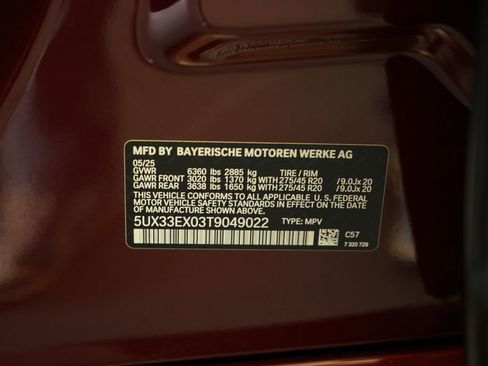 MFD BY BAYERISCHE MOTOREN WERKE AG
05/25
GVWR 6360 lbs 2885 kg TIRE / RIM
GAWR FRONT 3020 lbs 1370 kg WITH 275/45 R20 /9.0Jx 20
GAWR REAR 3638 lbs 1650 kg WITH 275/45 R20 /9.0Jx 20
THIS VEHICLE CONFORMS TO ALL APPLICABLE U. S. FEDERAL
MOTOR VEHICLE SAFETY STANDARDS IN EFFECT ON THE DATE OF
MANUFACTURE SHOWN ABOVE.
5UX33EX03T9049022 TYPE: MPV
C57
7 320 729